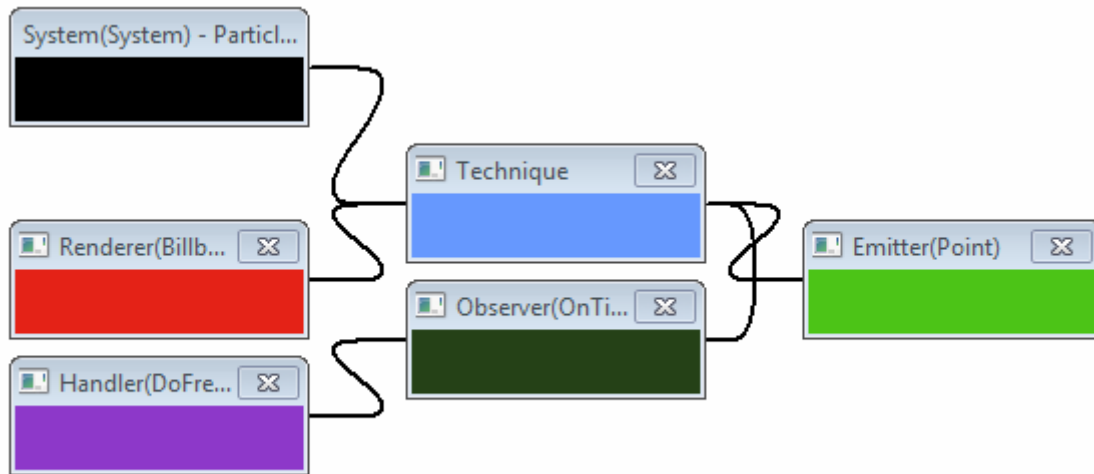 System(System) - Particl...
Technique
Renderer(Billb...
Emitter(Point)
Observer(OnTi...
Handler(DoFre...